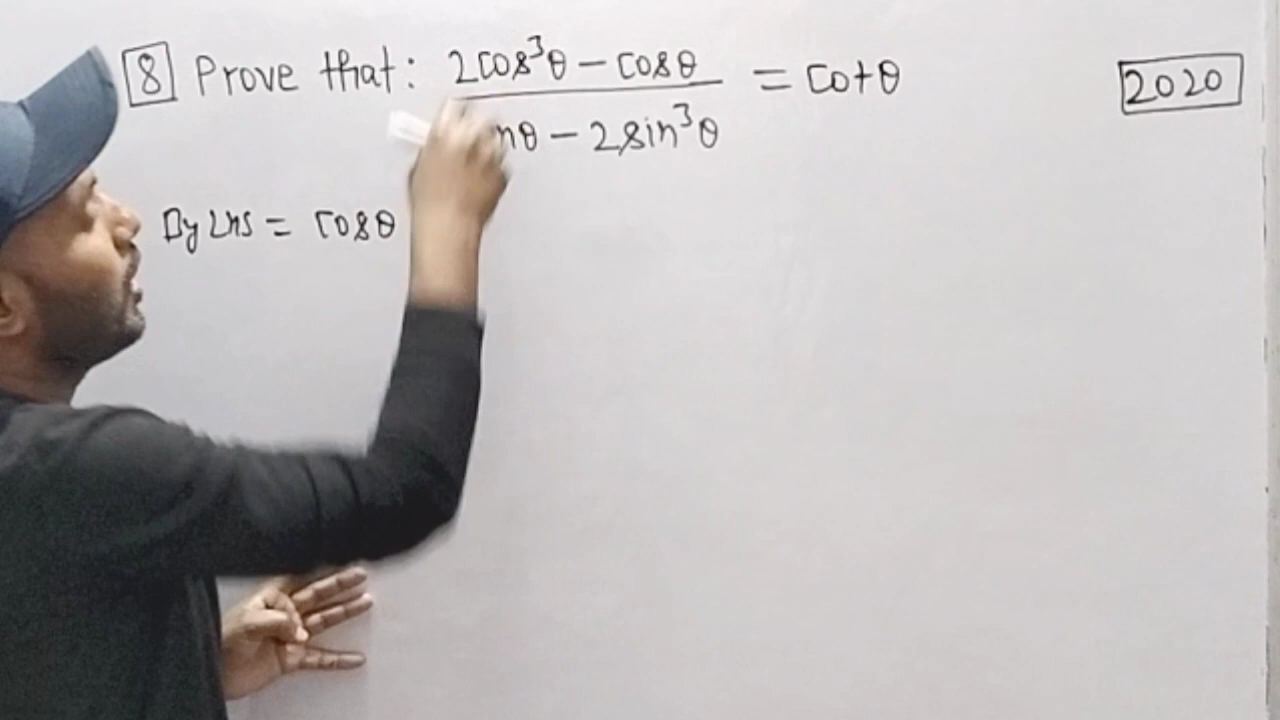 8 Prove that: 2cos³θ - cosθ = cotθ 2020
nθ - 2sin³θ
By LHS = cosθ